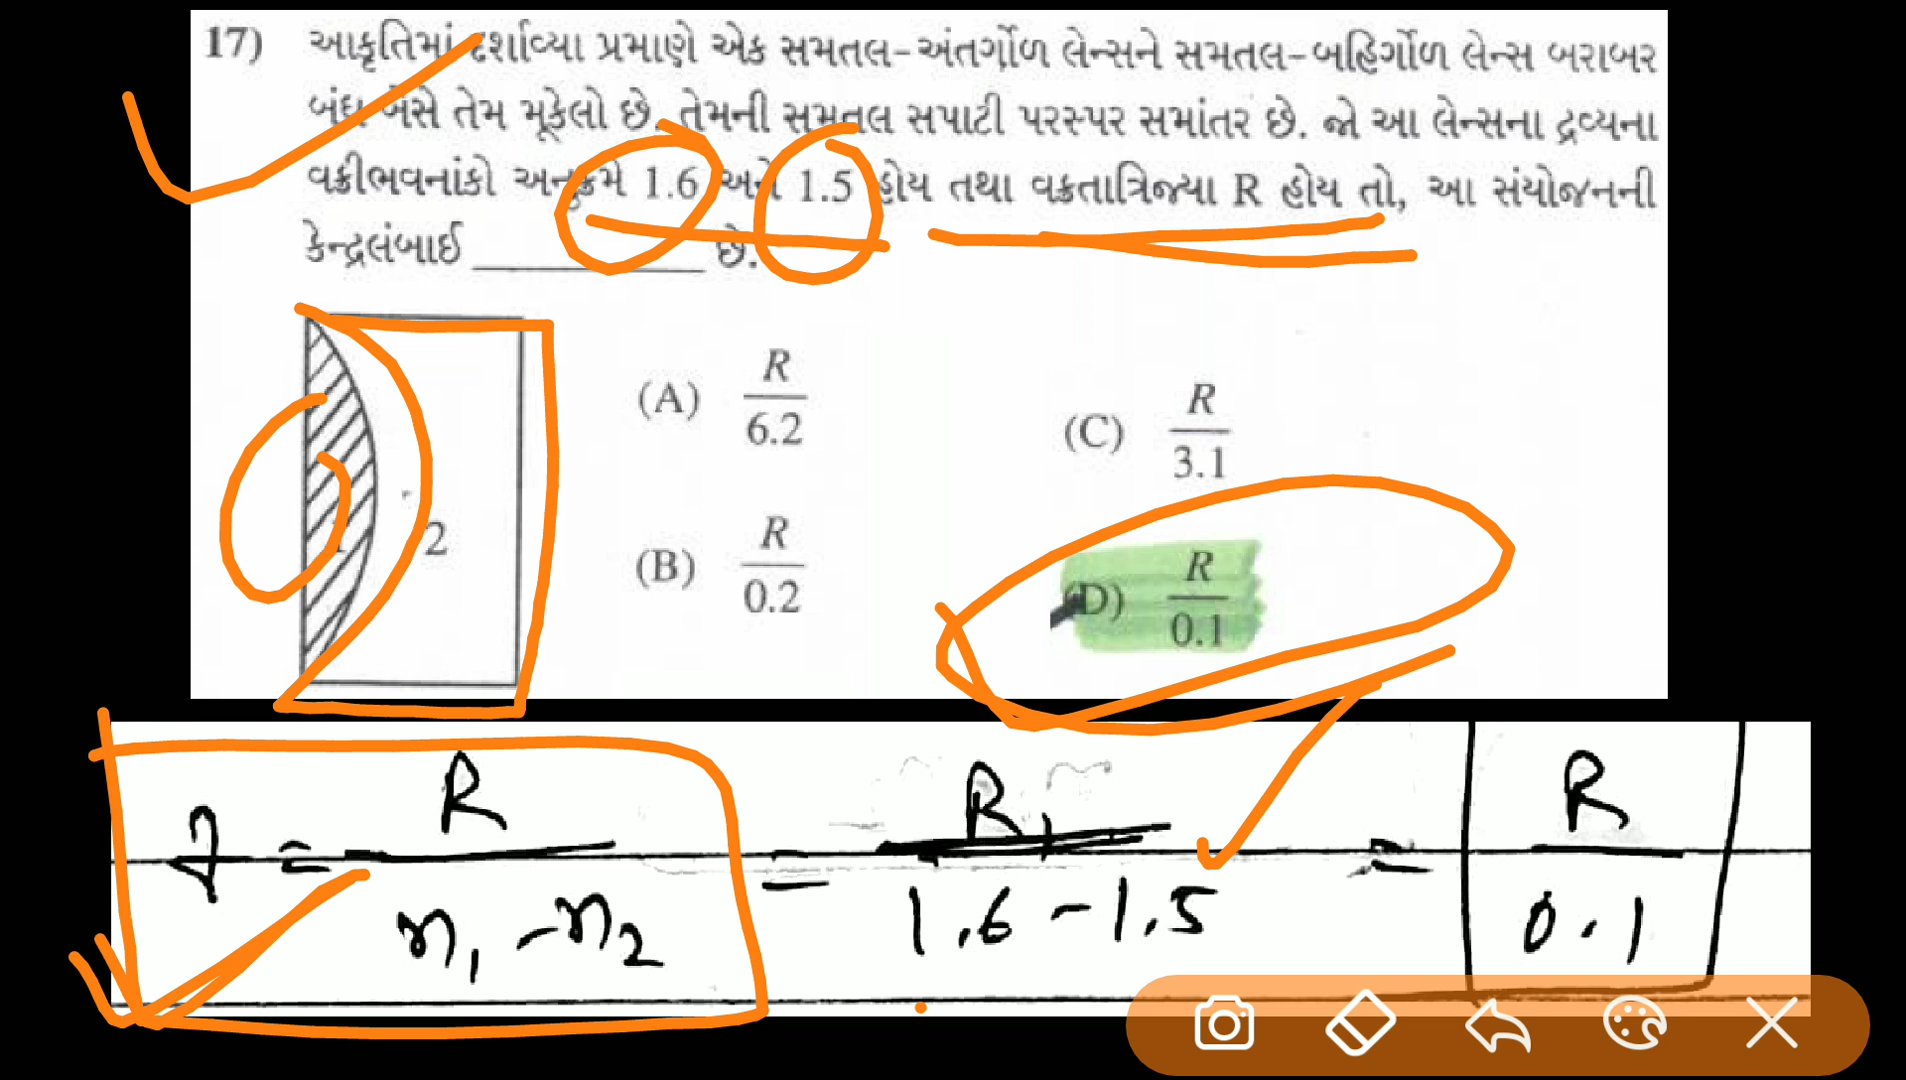 17) આકૃતિમાં દર્શાવ્યા પ્રમાણે એક સમતલ-અંતર્ગોળ લેન્સને સમતલ-બહિર્ગોળ લેન્સ બરાબર
બંધ બેસે તેમ મૂકેલો છે. તેમની સમતલ સપાટી પરસ્પર સમાંતર છે. જો આ લેન્સના દ્રવ્યના
વક્રીભવનાંકો અનુક્રમે 1.6 અને 1.5 હોય તથા વક્રતાત્રિજ્યા R હોય તો, આ સંયોજનની
કેન્દ્રલંબાઈ __________ છે.
1 2
(A) R/6.2
(C) R/3.1
(B) R/0.2
(D) R/0.1
f = R/(n₁ - n₂) = R/(1.6 - 1.5) = R/0.1